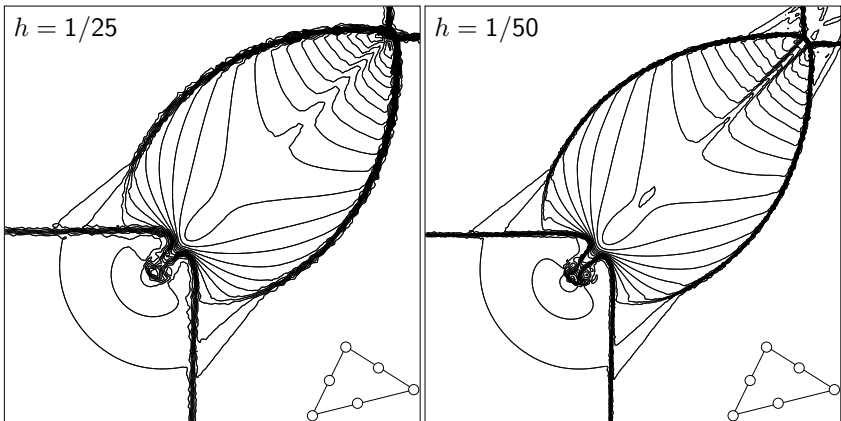 h = 1/25
h = 1/50